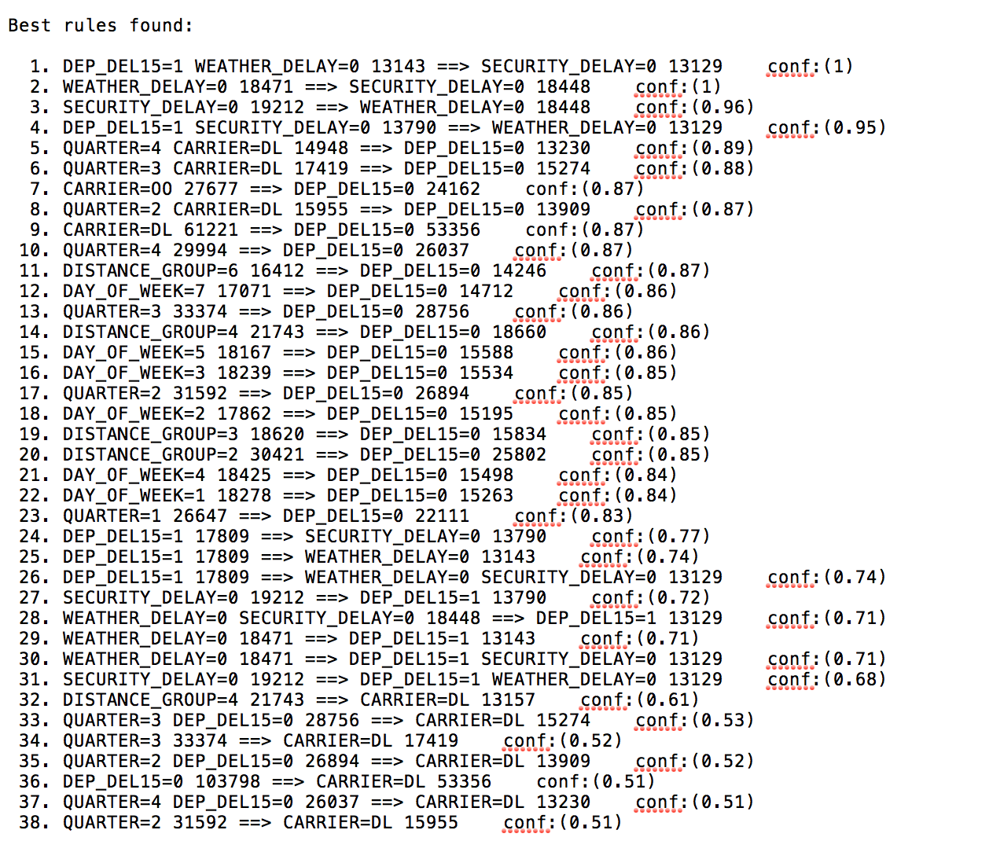 Best rules found:
1. DEP_DEL15=1 WEATHER_DELAY=0 13143 ==> SECURITY_DELAY=0 13129 conf:(1)
2. WEATHER_DELAY=0 18471 ==> SECURITY_DELAY=0 18448 conf:(1)
3. SECURITY_DELAY=0 19212 ==> WEATHER_DELAY=0 18448 conf:(0.96)
4. DEP_DEL15=1 SECURITY_DELAY=0 13790 ==> WEATHER_DELAY=0 13129 conf:(0.95)
5. QUARTER=4 CARRIER=DL 14948 ==> DEP_DEL15=0 13230 conf:(0.89)
6. QUARTER=3 CARRIER=DL 17419 ==> DEP_DEL15=0 15274 conf:(0.88)
7. CARRIER=OO 27677 ==> DEP_DEL15=0 24162 conf:(0.87)
8. QUARTER=2 CARRIER=DL 15955 ==> DEP_DEL15=0 13909 conf:(0.87)
9. CARRIER=DL 61221 ==> DEP_DEL15=0 53356 conf:(0.87)
10. QUARTER=4 29994 ==> DEP_DEL15=0 26037 conf:(0.87)
11. DISTANCE_GROUP=6 16412 ==> DEP_DEL15=0 14246 conf:(0.87)
12. DAY_OF_WEEK=7 17071 ==> DEP_DEL15=0 14712 conf:(0.86)
13. QUARTER=3 33374 ==> DEP_DEL15=0 28756 conf:(0.86)
14. DISTANCE_GROUP=4 21743 ==> DEP_DEL15=0 18660 conf:(0.86)
15. DAY_OF_WEEK=5 18167 ==> DEP_DEL15=0 15588 conf:(0.86)
16. DAY_OF_WEEK=3 18239 ==> DEP_DEL15=0 15534 conf:(0.85)
17. QUARTER=2 31592 ==> DEP_DEL15=0 26894 conf:(0.85)
18. DAY_OF_WEEK=2 17862 ==> DEP_DEL15=0 15195 conf:(0.85)
19. DISTANCE_GROUP=3 18620 ==> DEP_DEL15=0 15834 conf:(0.85)
20. DISTANCE_GROUP=2 30421 ==> DEP_DEL15=0 25802 conf:(0.85)
21. DAY_OF_WEEK=4 18425 ==> DEP_DEL15=0 15498 conf:(0.84)
22. DAY_OF_WEEK=1 18278 ==> DEP_DEL15=0 15263 conf:(0.84)
23. QUARTER=1 26647 ==> DEP_DEL15=0 22111 conf:(0.83)
24. DEP_DEL15=1 17809 ==> SECURITY_DELAY=0 13790 conf:(0.77)
25. DEP_DEL15=1 17809 ==> WEATHER_DELAY=0 13143 conf:(0.74)
26. DEP_DEL15=1 17809 ==> WEATHER_DELAY=0 SECURITY_DELAY=0 13129 conf:(0.74)
27. SECURITY_DELAY=0 19212 ==> DEP_DEL15=1 13790 conf:(0.72)
28. WEATHER_DELAY=0 SECURITY_DELAY=0 18448 ==> DEP_DEL15=1 13129 conf:(0.71)
29. WEATHER_DELAY=0 18471 ==> DEP_DEL15=1 13143 conf:(0.71)
30. WEATHER_DELAY=0 18471 ==> DEP_DEL15=1 SECURITY_DELAY=0 13129 conf:(0.71)
31. SECURITY_DELAY=0 19212 ==> DEP_DEL15=1 WEATHER_DELAY=0 13129 conf:(0.68)
32. DISTANCE_GROUP=4 21743 ==> CARRIER=DL 13157 conf:(0.61)
33. QUARTER=3 DEP_DEL15=0 28756 ==> CARRIER=DL 15274 conf:(0.53)
34. QUARTER=3 33374 ==> CARRIER=DL 17419 conf:(0.52)
35. QUARTER=2 DEP_DEL15=0 26894 ==> CARRIER=DL 13909 conf:(0.52)
36. DEP_DEL15=0 103798 ==> CARRIER=DL 53356 conf:(0.51)
37. QUARTER=4 DEP_DEL15=0 26037 ==> CARRIER=DL 13230 conf:(0.51)
38. QUARTER=2 31592 ==> CARRIER=DL 15955 conf:(0.51)